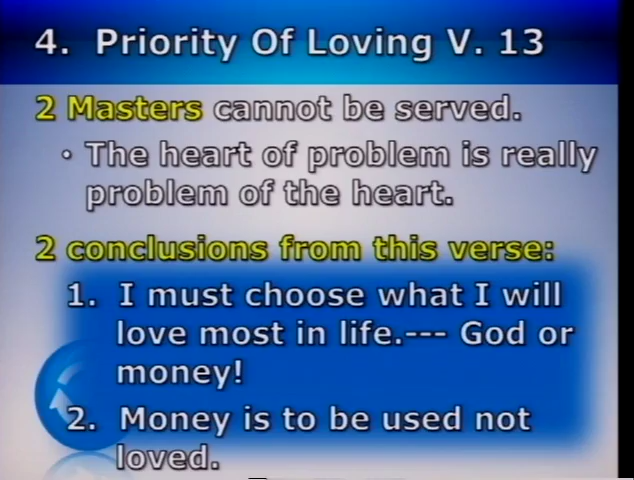 4. Priority Of Loving V. 13
2 Masters cannot be served.
• The heart of problem is really
problem of the heart.
2 conclusions from this verse:
1. I must choose what I will
love most in life.--- God or
money!
2. Money is to be used not
loved.